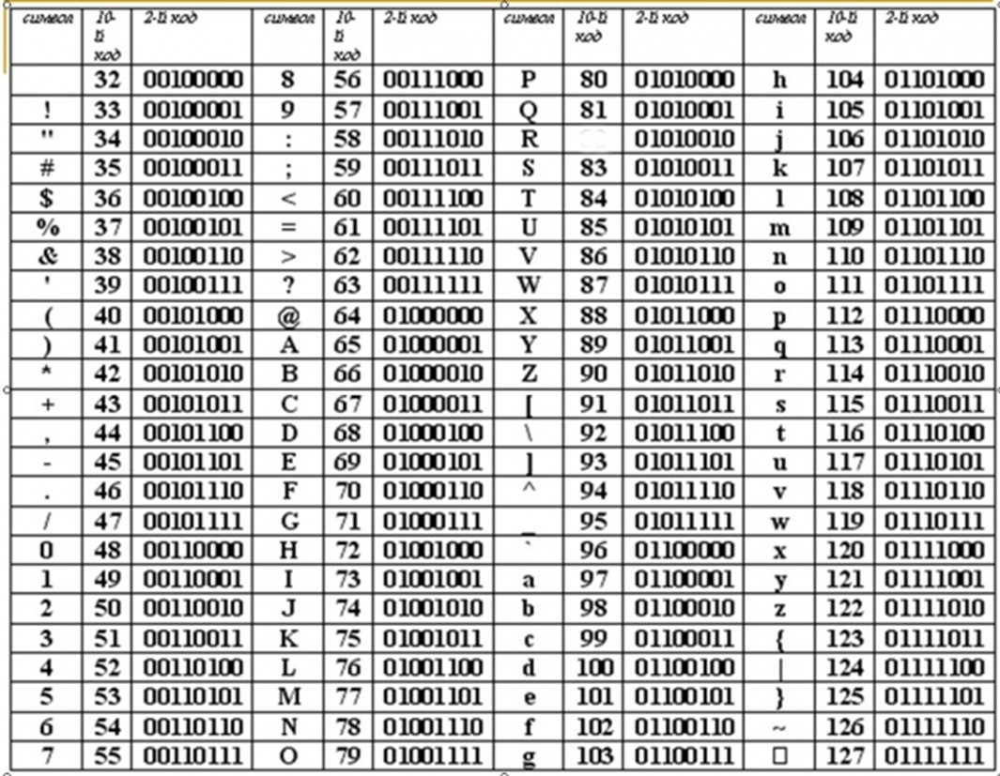 символ 10-й код 2-й код символ 10-й код 2-й код символ 10-й код 2-й код символ 10-й код 2-й код
32 00100000 8 56 00111000 P 80 01010000 h 104 01101000
! 33 00100001 9 57 00111001 Q 81 01010001 i 105 01101001
" 34 00100010 : 58 00111010 R 01010010 j 106 01101010
# 35 00100011 ; 59 00111011 S 83 01010011 k 107 01101011
$ 36 00100100 < 60 00111100 T 84 01010100 l 108 01101100
% 37 00100101 = 61 00111101 U 85 01010101 m 109 01101101
& 38 00100110 > 62 00111110 V 86 01010110 n 110 01101110
' 39 00100111 ? 63 00111111 W 87 01010111 o 111 01101111
( 40 00101000 @ 64 01000000 X 88 01011000 p 112 01110000
) 41 00101001 A 65 01000001 Y 89 01011001 q 113 01110001
* 42 00101010 B 66 01000010 Z 90 01011010 r 114 01110010
+ 43 00101011 C 67 01000011 [ 91 01011011 s 115 01110011
, 44 00101100 D 68 01000100 \ 92 01011100 t 116 01110100
- 45 00101101 E 69 01000101 ] 93 01011101 u 117 01110101
. 46 00101110 F 70 01000110 ^ 94 01011110 v 118 01110110
/ 47 00101111 G 71 01000111 _ 95 01011111 w 119 01110111
0 48 00110000 H 72 01001000 ` 96 01100000 x 120 01111000
1 49 00110001 I 73 01001001 a 97 01100001 y 121 01111001
2 50 00110010 J 74 01001010 b 98 01100010 z 122 01111010
3 51 00110011 K 75 01001011 c 99 01100011 { 123 01111011
4 52 00110100 L 76 01001100 d 100 01100100 | 124 01111100
5 53 00110101 M 77 01001101 e 101 01100101 } 125 01111101
6 54 00110110 N 78 01001110 f 102 01100110 ~ 126 01111110
7 55 00110111 O 79 01001111 g 103 01100111 □ 127 01111111